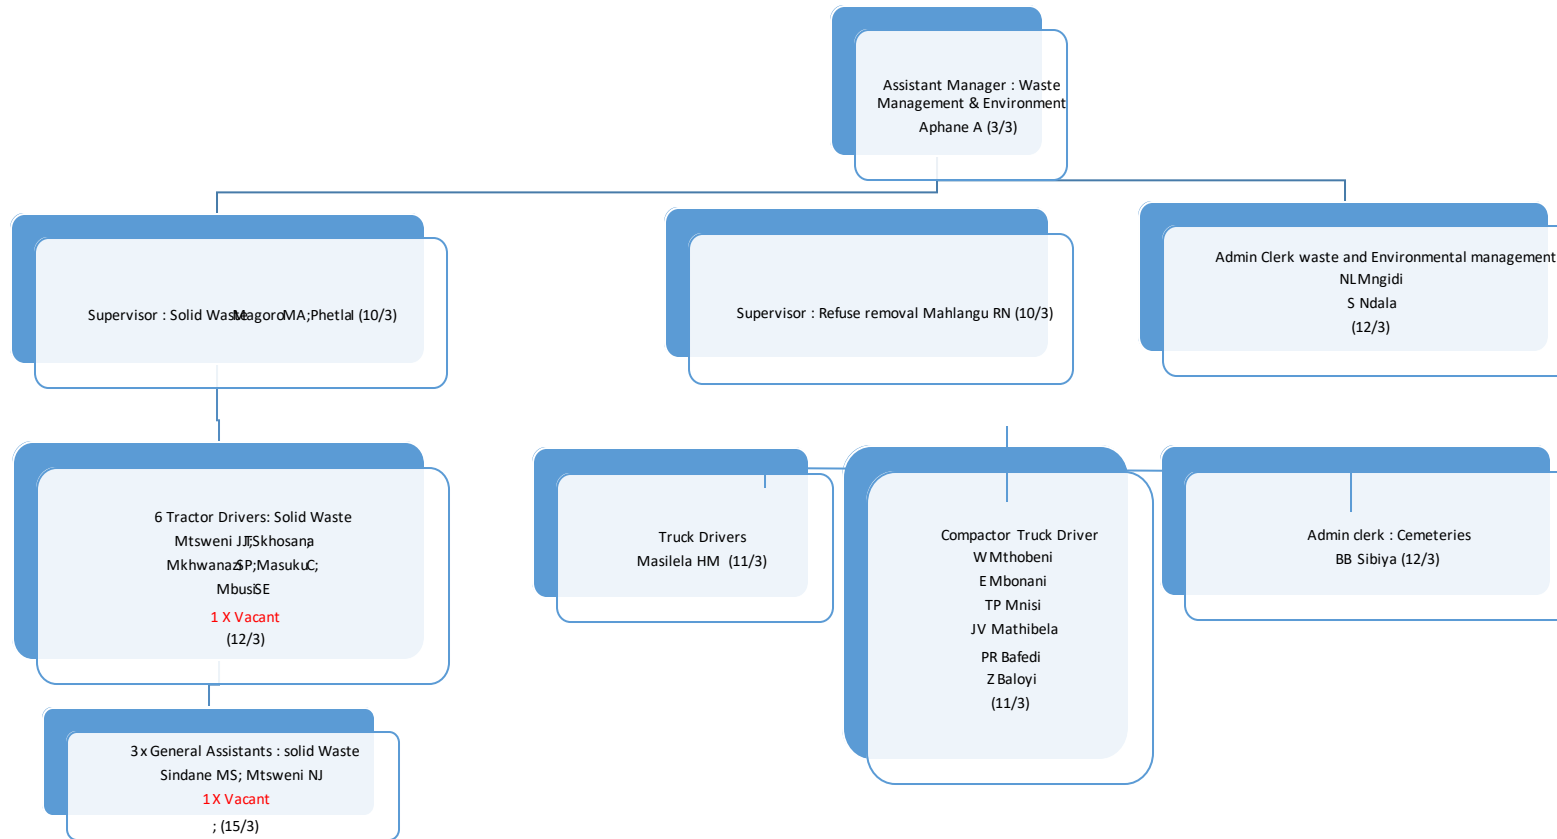 Assistant Manager : Waste
Management & Environment
Aphane A (3/3)
Supervisor : Solid Waste Magoro MA; Phetla I (10/3)
Supervisor : Refuse removal Mahlangu RN (10/3)
Admin Clerk waste and Environmental management
NL Mngidi
S Ndala
(12/3)
6 Tractor Drivers: Solid Waste
Mtsweni JT; Skhosana
Mkhwanazi SP; Masuku C;
Mbusi SE
1 X Vacant
(12/3)
Truck Drivers
Masilela HM (11/3)
Compactor Truck Driver
W Mthobeni
E Mbonani
TP Mnisi
JV Mathibela
PR Bafedi
Z Baloyi
(11/3)
Admin clerk : Cemeteries
BB Sibiya (12/3)
3 x General Assistants : solid Waste
Sindane MS; Mtsweni NJ
1 X Vacant
; (15/3)